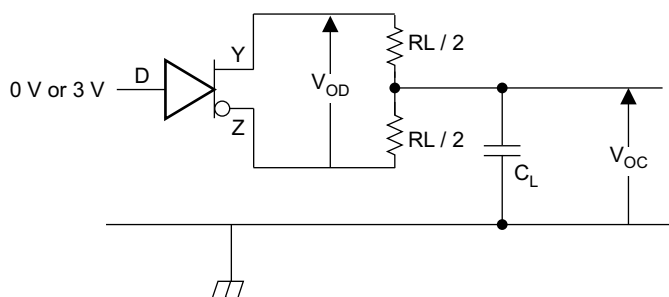 Y
RL / 2
0 V or 3 V
D
V_OD
Z
RL / 2
C_L
V_OC